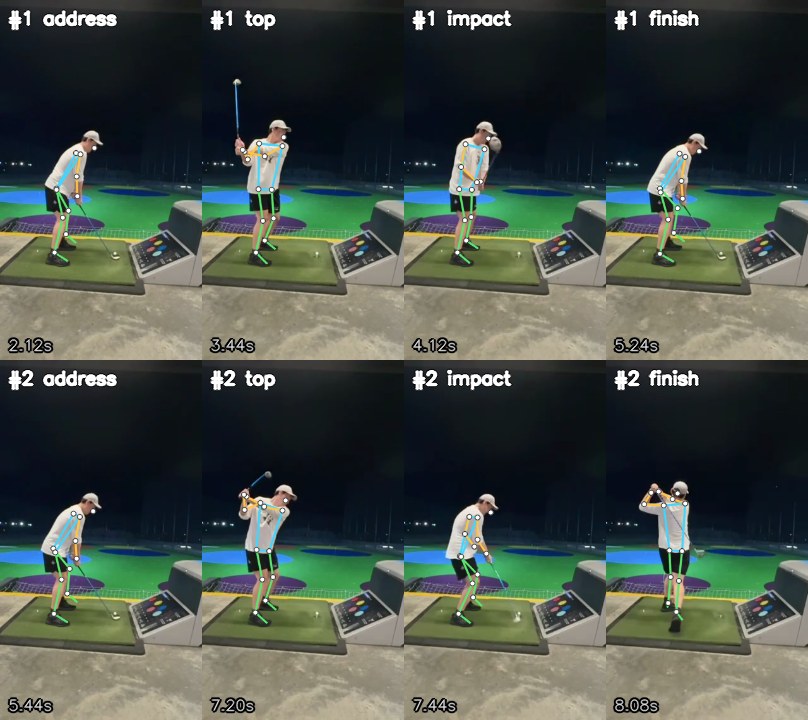 #1 address
#1 top
#1 impact
#1 finish
2.12s
3.44s
4.12s
5.24s
#2 address
#2 top
#2 impact
#2 finish
5.44s
7.20s
7.44s
8.08s